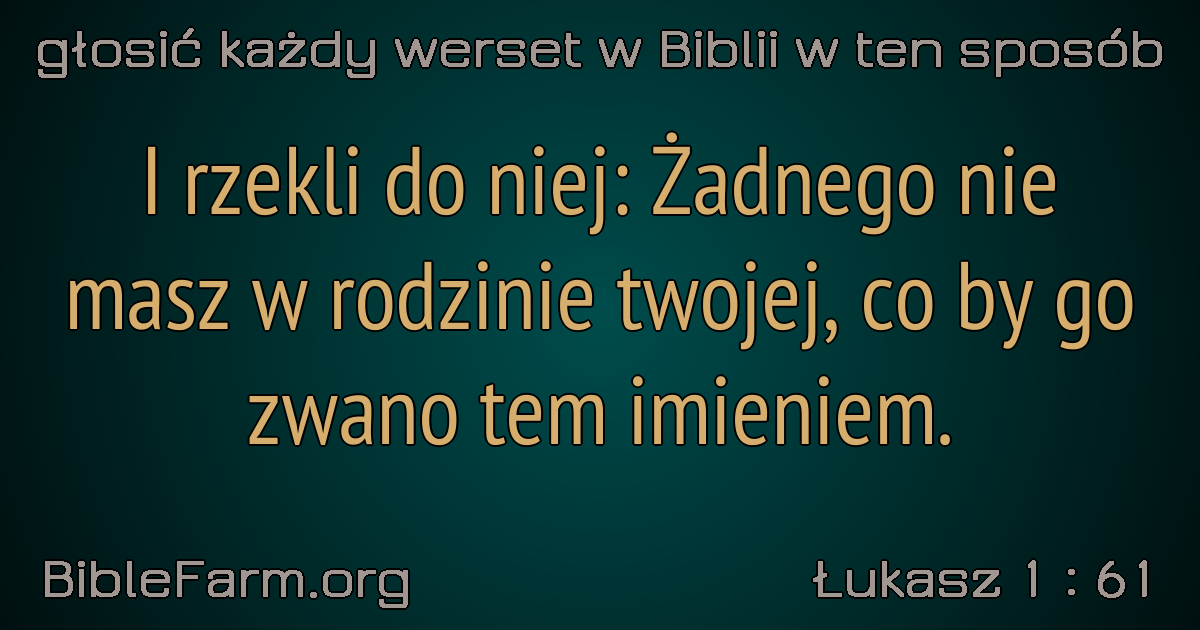 głosić każdy werset w Biblii w ten sposób
I rzekli do niej: Żadnego nie
masz w rodzinie twojej, co by go
zwano tem imieniem.
BibleFarm.org
Łukasz 1 : 61